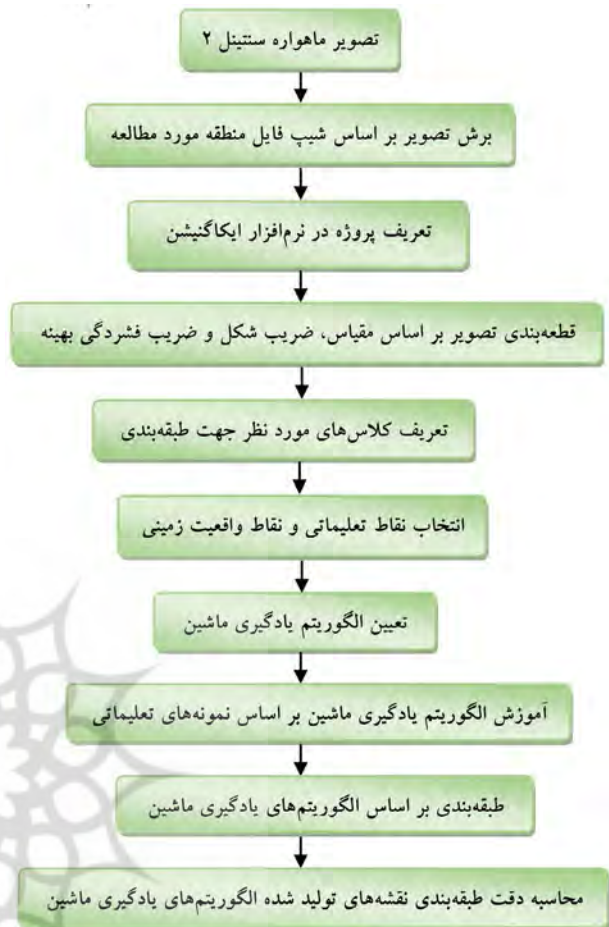 تصویر ماهواره سنتینل ۲
برش تصویر بر اساس شیپ فایل منطقه مورد مطالعه
تعریف پروژه در نرم‌افزار ایکاگنیشن
قطعه‌بندی تصویر بر اساس مقیاس، ضریب شکل و ضریب فشردگی بهینه
تعریف کلاس‌های مورد نظر جهت طبقه‌بندی
انتخاب نقاط تعلیماتی و نقاط واقعیت زمینی
تعیین الگوریتم یادگیری ماشین
آموزش الگوریتم یادگیری ماشین بر اساس نمونه‌های تعلیماتی
طبقه‌بندی بر اساس الگوریتم‌های یادگیری ماشین
محاسبه دقت طبقه‌بندی نقشه‌های تولید شده الگوریتم‌های یادگیری ماشین